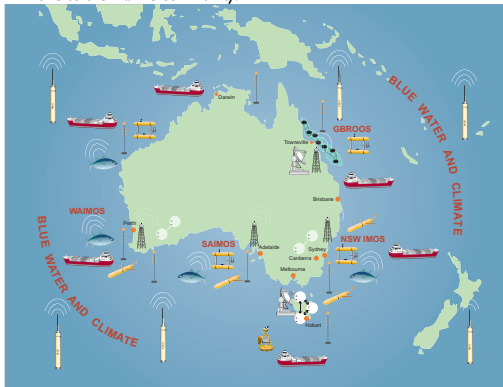 Darwin
BLUE WATER AND CLIMATE
GBROOS
Townsville
Brisbane
WAIMOS
Perth
SAIMOS
Adelaide
Sydney
NSW IMOS
Canberra
Melbourne
BLUE WATER AND CLIMATE
Hobart